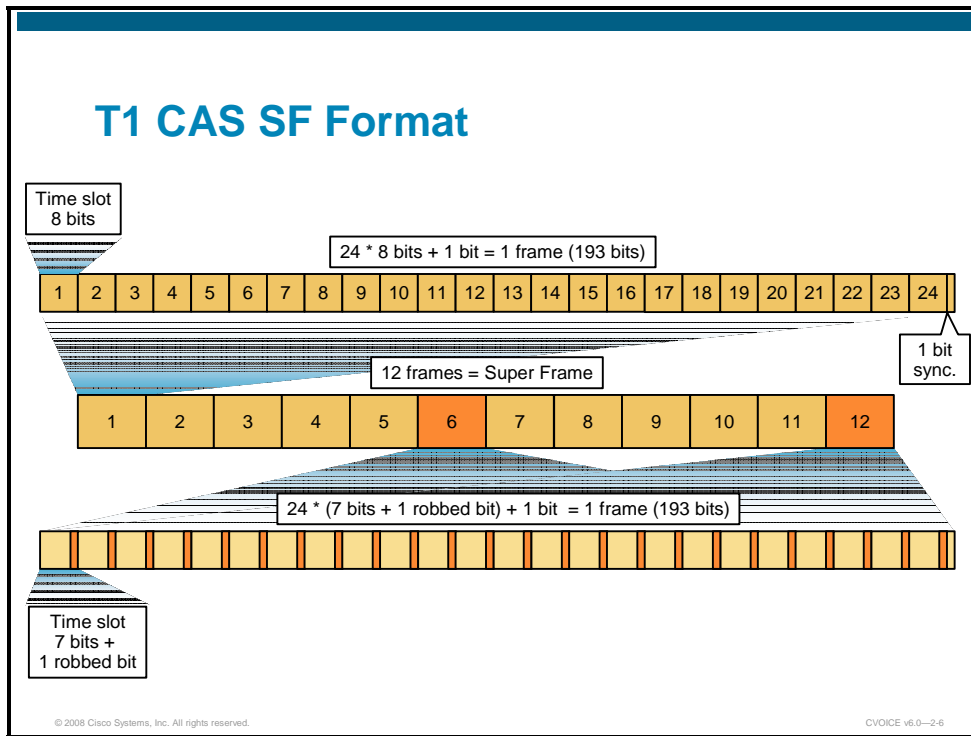 T1 CAS SF Format
Time slot
8 bits
24 * 8 bits + 1 bit = 1 frame (193 bits)
1 2 3 4 5 6 7 8 9 10 11 12 13 14 15 16 17 18 19 20 21 22 23 24
1 bit
sync.
12 frames = Super Frame
1 2 3 4 5 6 7 8 9 10 11 12
24 * (7 bits + 1 robbed bit) + 1 bit = 1 frame (193 bits)
Time slot
7 bits +
1 robbed bit
© 2008 Cisco Systems, Inc. All rights reserved.
CVOICE v6.0—2-6